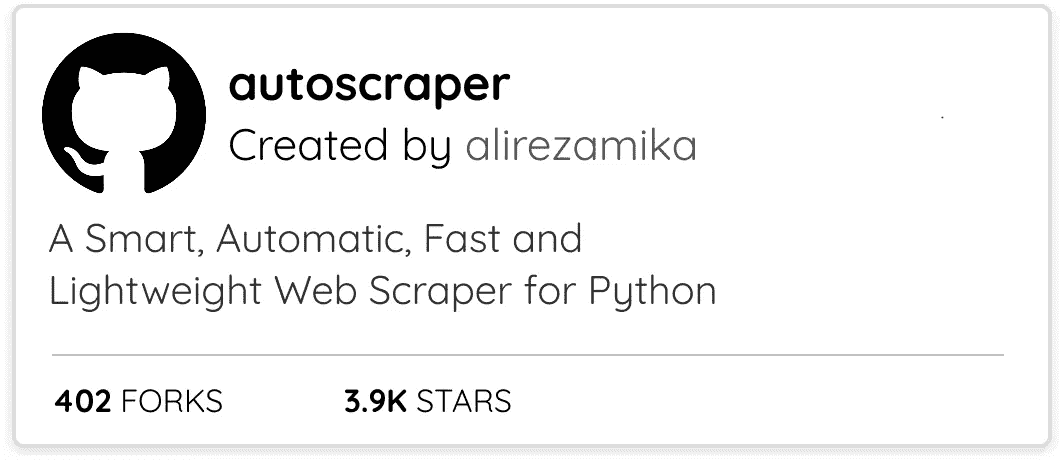 autoscraper
Created by alirezamika
A Smart, Automatic, Fast and
Lightweight Web Scraper for Python
402 FORKS
3.9K STARS